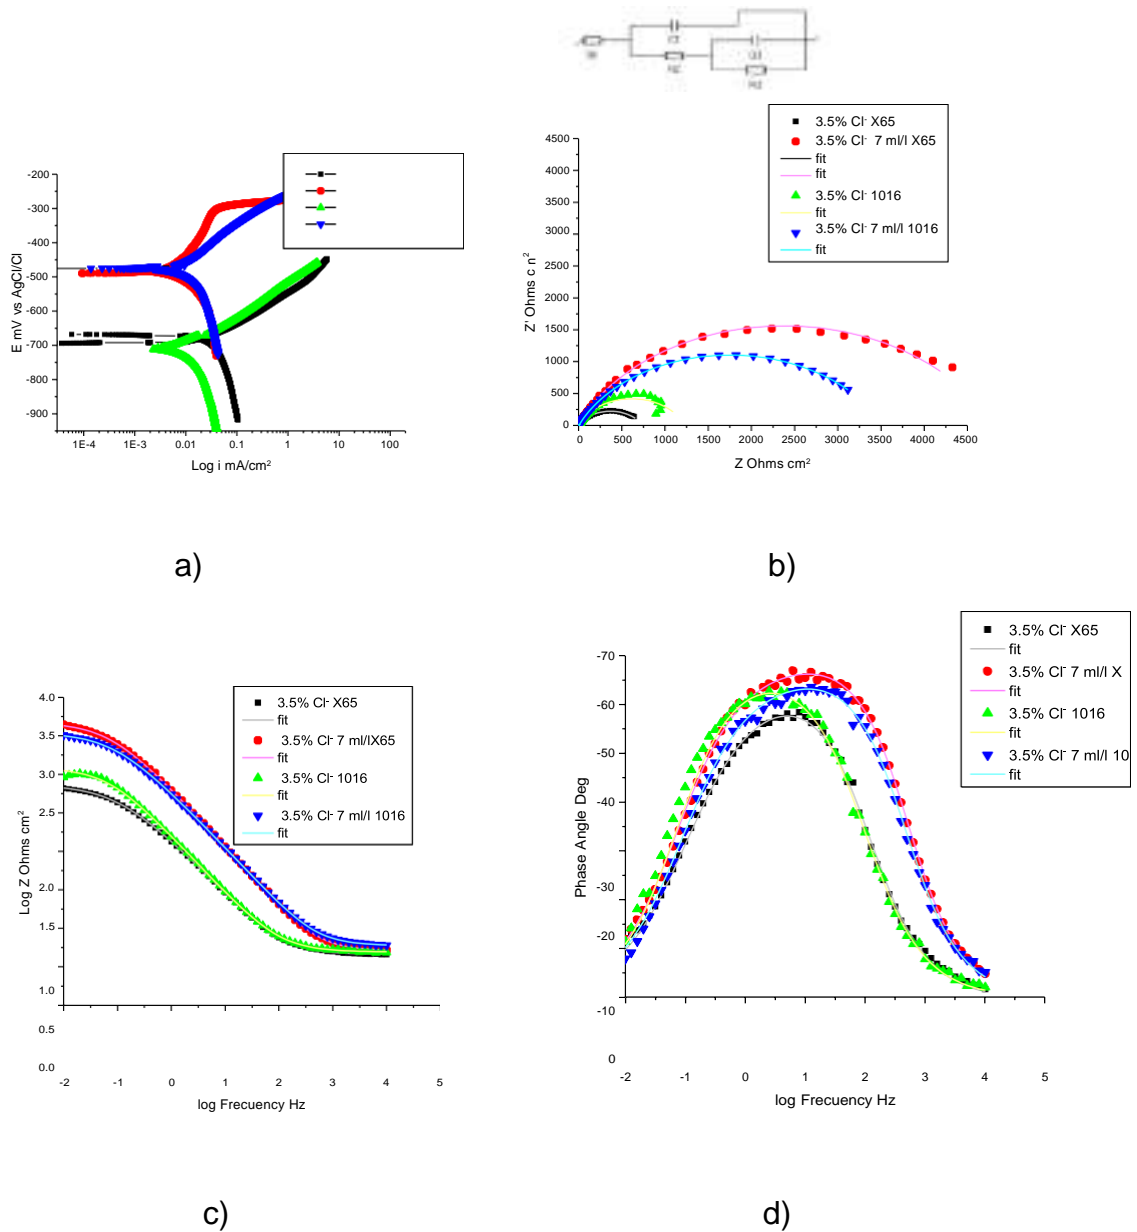 3.5% Cl⁻ X65
3.5% Cl⁻ 7 ml/l X65
fit
fit
3.5% Cl⁻ 1016
fit
3.5% Cl⁻ 7 ml/l 1016
fit
4500
4000
3500
3000
2500
2000
1500
1000
500
0
Z' Ohms c n²
0 500 1000 1500 2000 2500 3000 3500 4000 4500
Z Ohms cm²
-200
-300
-400
-500
-600
-700
-800
-900
E mV vs AgCl/Cl
1E-4 1E-3 0.01 0.1 1 10 100
Log i mA/cm²
a)
b)
3.5% Cl⁻ X65
fit
3.5% Cl⁻ 7 ml/lX65
fit
3.5% Cl⁻ 1016
fit
3.5% Cl⁻ 7 ml/l 1016
fit
4.0
3.5
3.0
2.5
2.0
1.5
1.0
0.5
0.0
Log Z Ohms cm²
-2 -1 0 1 2 3 4 5
log Frecuency Hz
3.5% Cl⁻ X65
fit
3.5% Cl⁻ 7 ml/l X
fit
3.5% Cl⁻ 1016
fit
3.5% Cl⁻ 7 ml/l 10
fit
-70
-60
-50
-40
-30
-20
-10
0
Phase Angle Deg
-2 -1 0 1 2 3 4 5
log Frecuency Hz
c)
d)